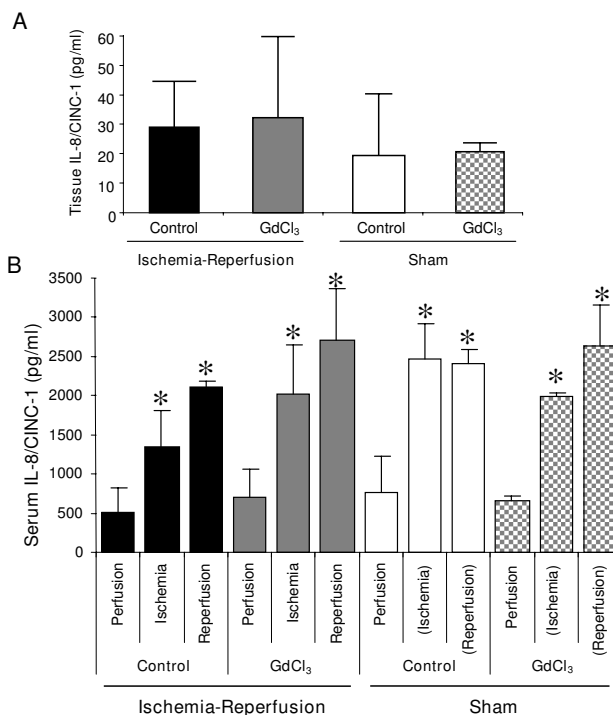 A
Tissue IL-8/CINC-1 (pg/ml)
60
50
40
30
20
10
0
Control GdCl₃ Control GdCl₃
Ischemia-Reperfusion Sham
B
Serum IL-8/CINC-1 (pg/ml)
3500
3000
2500
2000
1500
1000
500
0
* * * * * * * *
Perfusion Ischemia Reperfusion Perfusion Ischemia Reperfusion Perfusion (Ischemia) (Reperfusion) Perfusion (Ischemia) (Reperfusion)
Control GdCl₃ Control GdCl₃
Ischemia-Reperfusion Sham